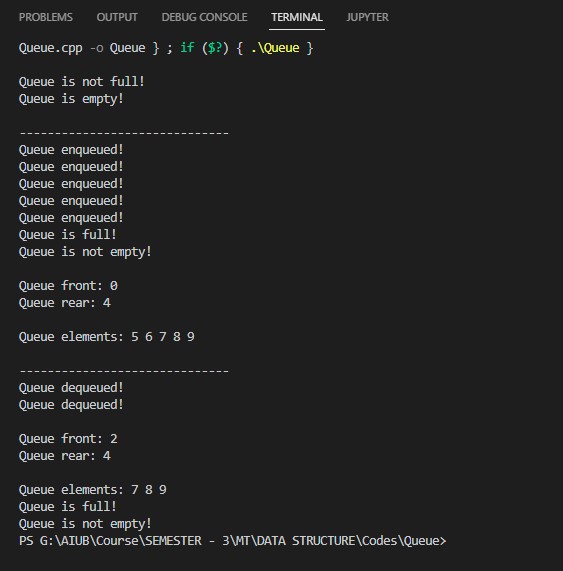 PROBLEMS OUTPUT DEBUG CONSOLE TERMINAL JUPYTER
Queue.cpp -o Queue } ; if ($?) { .\Queue }
Queue is not full!
Queue is empty!
------------------------------
Queue enqueued!
Queue enqueued!
Queue enqueued!
Queue enqueued!
Queue enqueued!
Queue is full!
Queue is not empty!
Queue front: 0
Queue rear: 4
Queue elements: 5 6 7 8 9
------------------------------
Queue dequeued!
Queue dequeued!
Queue front: 2
Queue rear: 4
Queue elements: 7 8 9
Queue is full!
Queue is not empty!
PS G:\AIUB\Course\SEMESTER - 3\MT\DATA STRUCTURE\Codes\Queue>